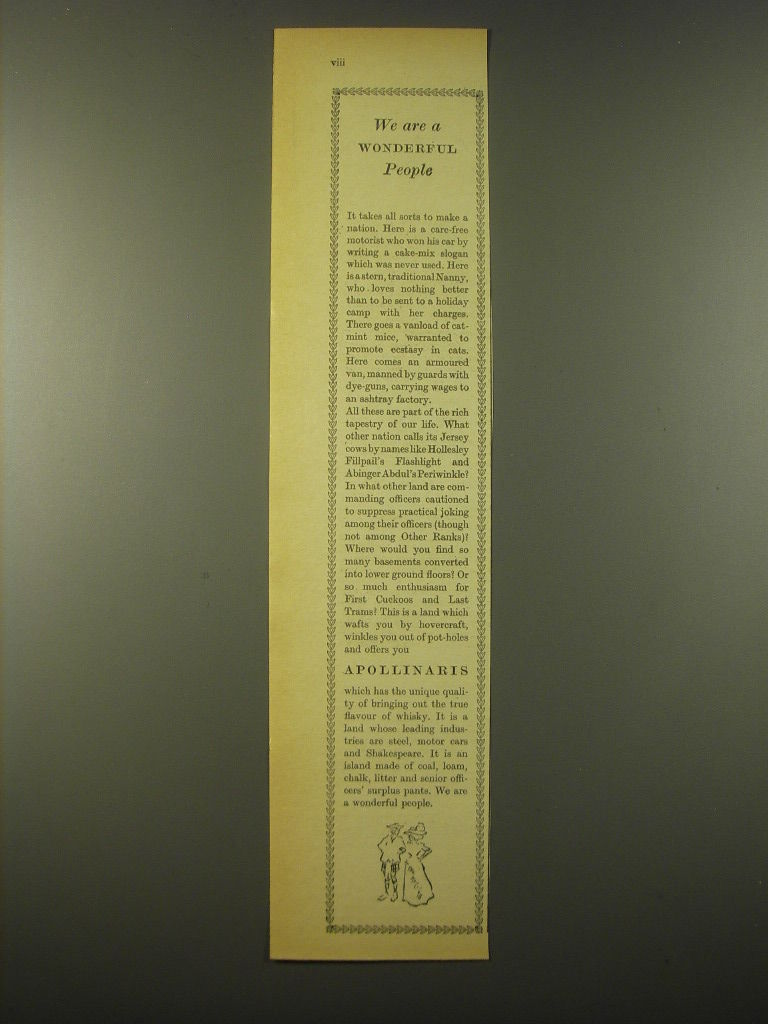 viii
We are a
WONDERFUL
People
It takes all sorts to make a
nation. Here is a care-free
motorist who won his car by
writing a cake-mix slogan
which was never used. Here
is a stern, traditional Nanny,
who loves nothing better
than to be sent to a holiday
camp with her charges.
There goes a vanload of cat-
mint mice, warranted to
promote ecstasy in cats.
Here comes an armoured
van, manned by guards with
dye-guns, carrying wages to
an ashtray factory.
All these are part of the rich
tapestry of our life. What
other nation calls its Jersey
cows by names like Hollesley
Fillpail's Flashlight and
Abinger Abdul's Periwinkle?
In what other land are com-
manding officers cautioned
to suppress practical joking
among their officers (though
not among Other Ranks)?
Where would you find so
many basements converted
into lower ground floors? Or
so much enthusiasm for
First Cuckoos and Last
Trams? This is a land which
wafts you by hovercraft,
winkles you out of pot-holes
and offers you
APOLLINARIS
which has the unique quali-
ty of bringing out the true
flavour of whisky. It is a
land whose leading indus-
tries are steel, motor cars
and Shakespeare. It is an
island made of coal, loam,
chalk, litter and senior offi-
cers' surplus pants. We are
a wonderful people.